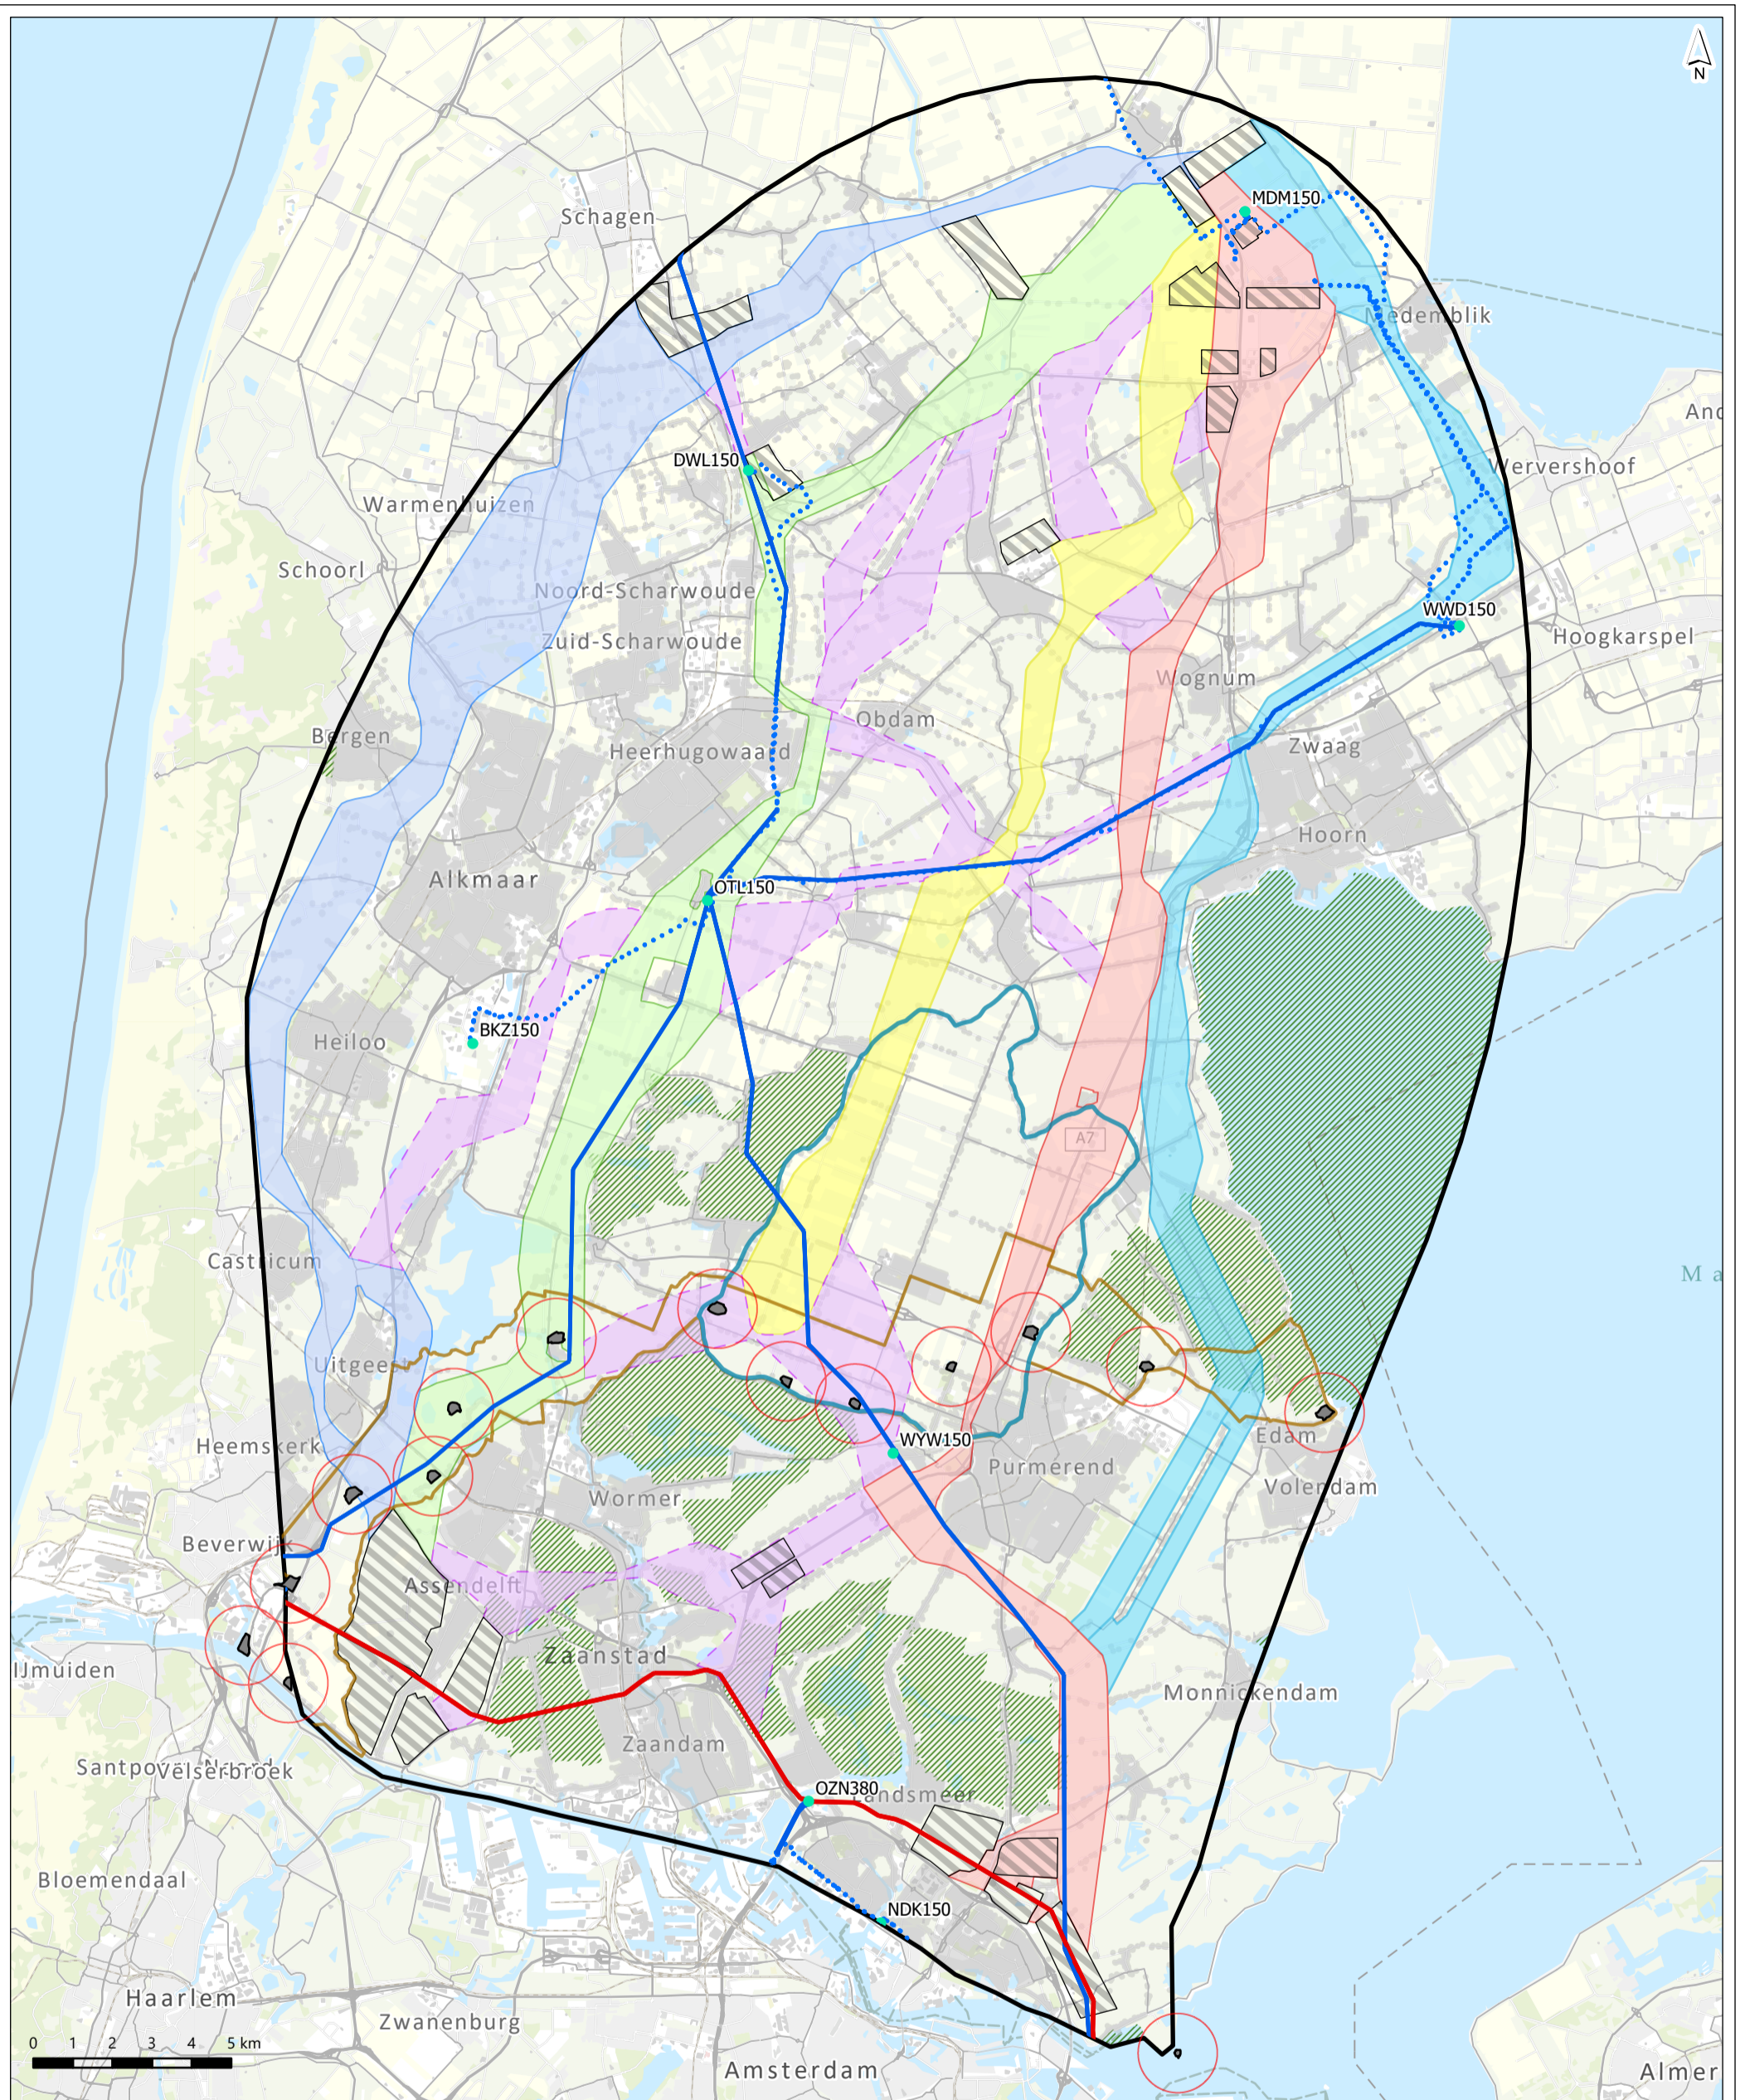 N
MDM150
Schagen
Medemblik
DWL150
Wervershoof
Warmenhuizen
Schoorl
Noord-Scharwoude
WWD150
Zuid-Scharwoude
Hoogkarspel
Wognum
Obdam
Bergen
Heerhugowaard
Zwaag
Hoorn
Alkmaar
OTL150
BKZ150
Heiloo
A7
Castricum
Ma
Uitgeest
Heemskerk
Edam
WYW150
Purmerend
Volendam
Wormer
Beverwijk
Assendelft
Zaanstad
IJmuiden
Monnickendam
Zaandam
Velserbroek
OZN380
Landsmeer
Bloemendaal
NDK150
Haarlem
Zwanenburg
0 1 2 3 4 5 km
Amsterdam
Almer